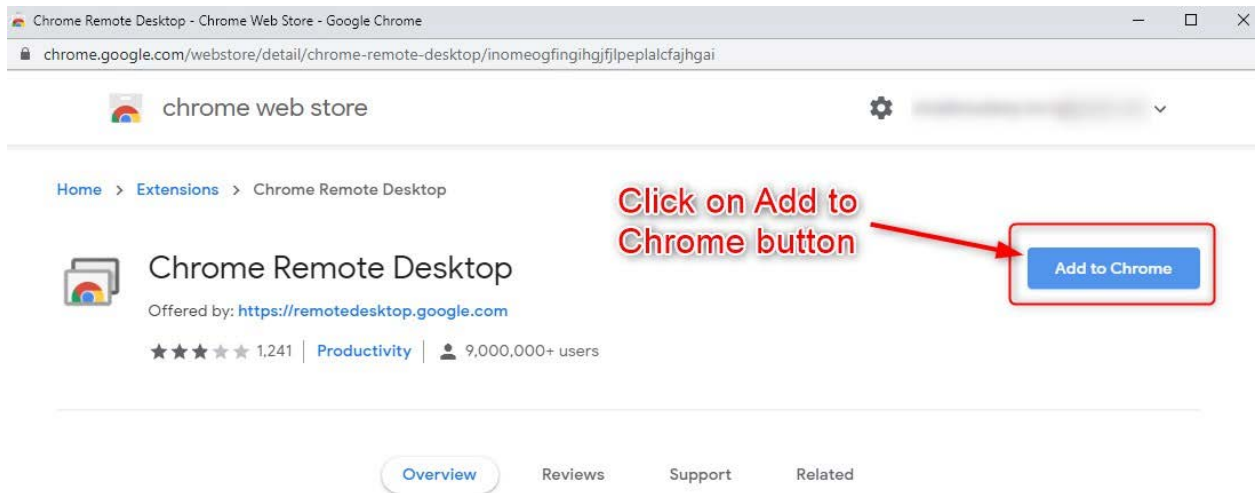 Chrome Remote Desktop - Chrome Web Store - Google Chrome
chrome.google.com/webstore/detail/chrome-remote-desktop/inomeogfingihgjfjlpeplalcfajhgai
chrome web store
Home > Extensions > Chrome Remote Desktop
Click on Add to
Chrome button
Chrome Remote Desktop
Add to Chrome
Offered by: https://remotedesktop.google.com
1,241 | Productivity | 9,000,000+ users
Overview Reviews Support Related